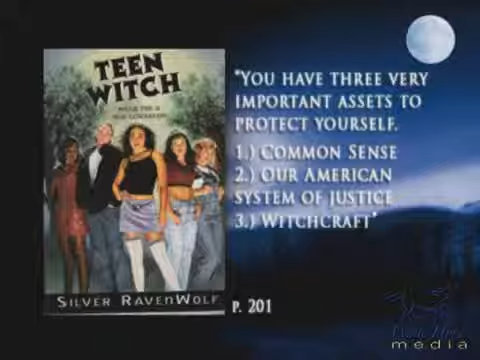 TEEN
WITCH
"YOU HAVE THREE VERY
IMPORTANT ASSETS TO
PROTECT YOURSELF.
1.) COMMON SENSE
2.) OUR AMERICAN
SYSTEM OF JUSTICE
3.) WITCHCRAFT"
SILVER RAVENWOLF
P. 201
media